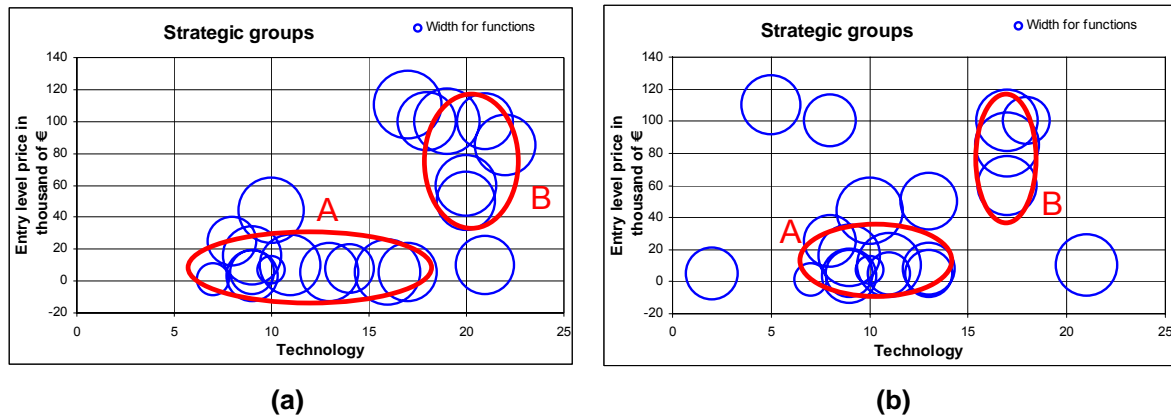 Strategic groups
Width for functions
Entry level price in
thousand of €
140
120
100
80
60
40
20
0
-20
A
B
0 5 10 15 20 25
Technology
(a)
Strategic groups
Width for functions
Entry level price in
thousand of €
140
120
100
80
60
40
20
0
-20
A
B
0 5 10 15 20 25
Technology
(b)